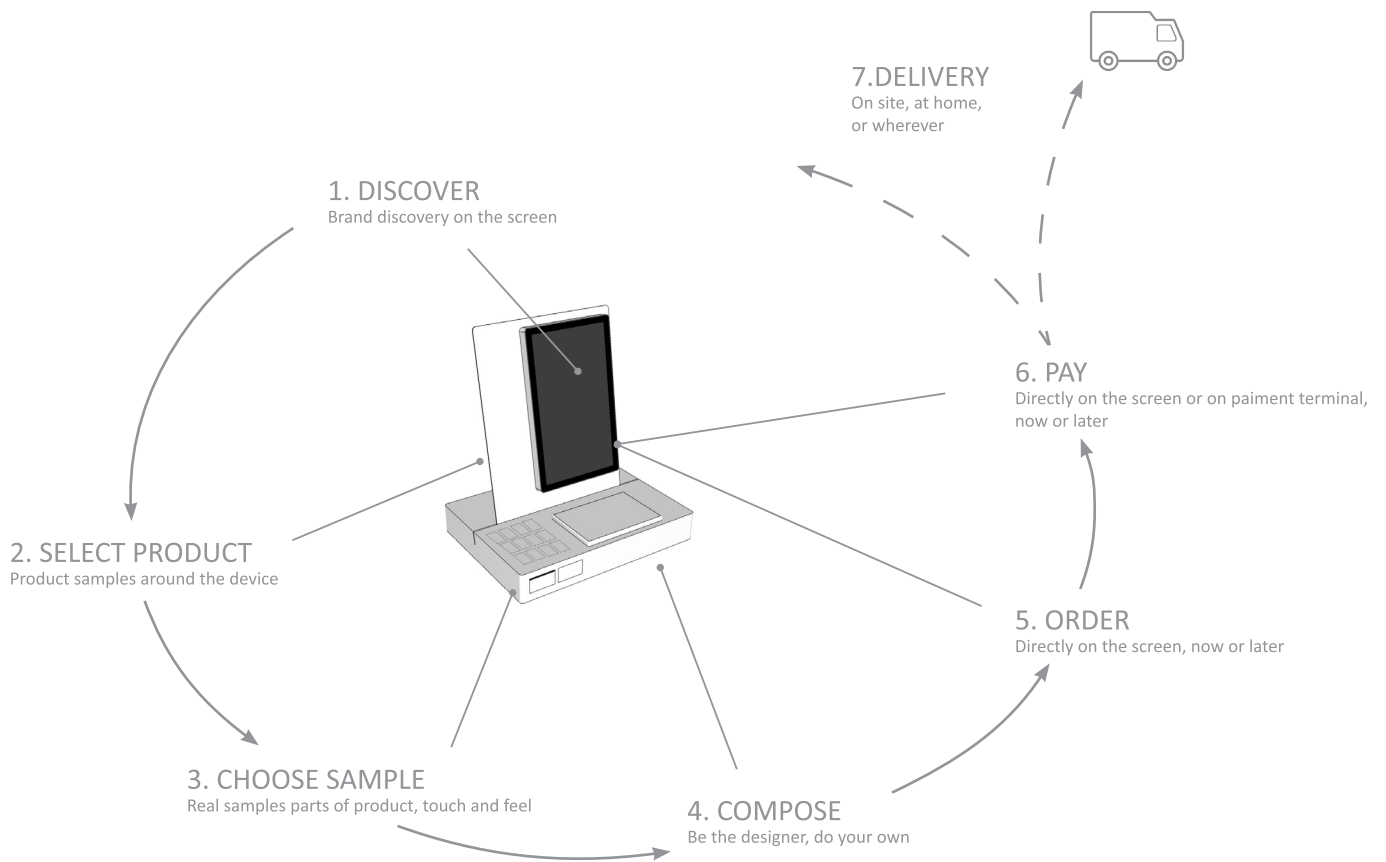 1. DISCOVER
Brand discovery on the screen
2. SELECT PRODUCT
Product samples around the device
3. CHOOSE SAMPLE
Real samples parts of product, touch and feel
4. COMPOSE
Be the designer, do your own
5. ORDER
Directly on the screen, now or later
6. PAY
Directly on the screen or on paiment terminal,
now or later
7.DELIVERY
On site, at home,
or wherever